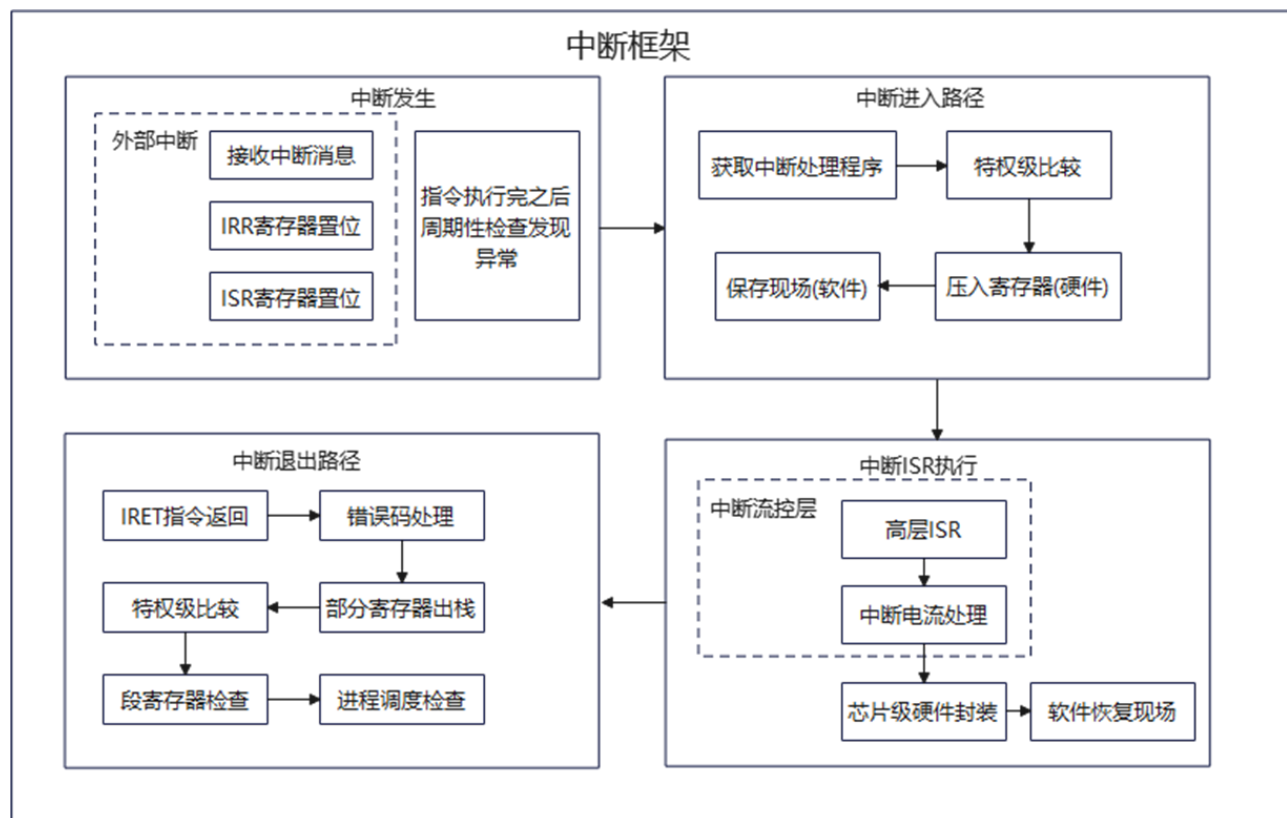 中断框架
中断发生
外部中断
接收中断消息
IRR寄存器置位
ISR寄存器置位
指令执行完之后
周期性检查发现
异常
中断进入路径
获取中断处理程序
特权级比较
保存现场(软件)
压入寄存器(硬件)
中断退出路径
IRET指令返回
错误码处理
特权级比较
部分寄存器出栈
段寄存器检查
进程调度检查
中断ISR执行
中断流控层
高层ISR
中断电流处理
芯片级硬件封装
软件恢复现场